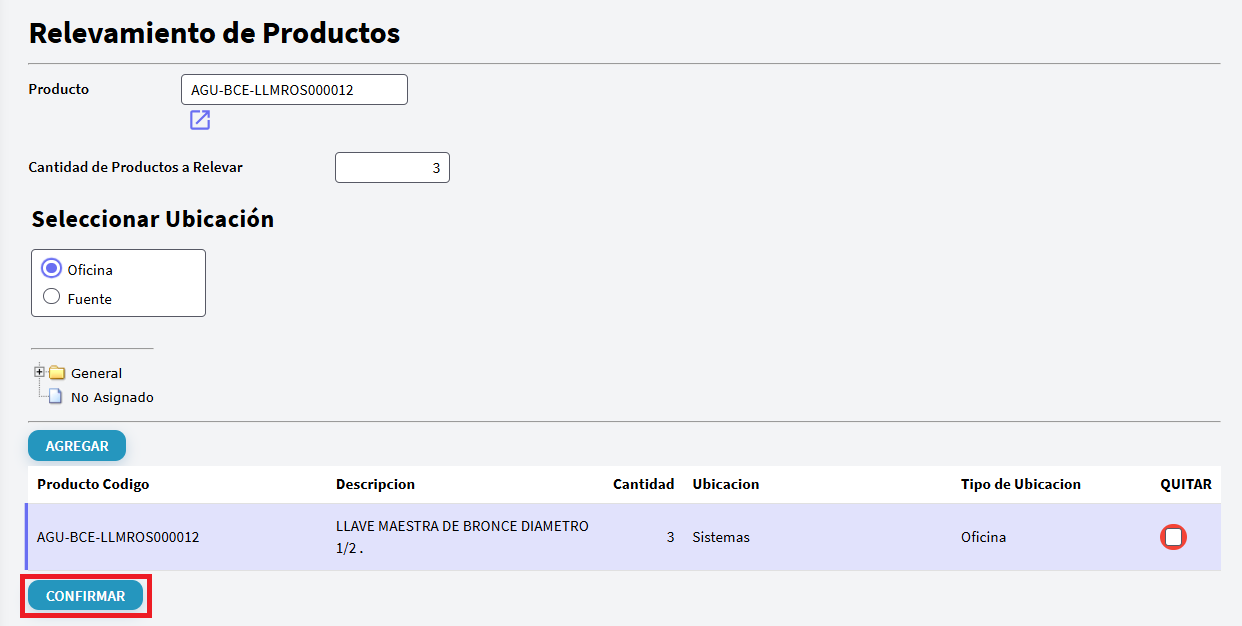 Relevamiento de Productos
Producto AGU-BCE-LLMROS000012
Cantidad de Productos a Relevar 3
Seleccionar Ubicación
Oficina
Fuente
General
No Asignado
AGREGAR
Producto Codigo Descripcion Cantidad Ubicacion Tipo de Ubicacion QUITAR
AGU-BCE-LLMROS000012 LLAVE MAESTRA DE BRONCE DIAMETRO 3 Sistemas Oficina
1/2 .
CONFIRMAR